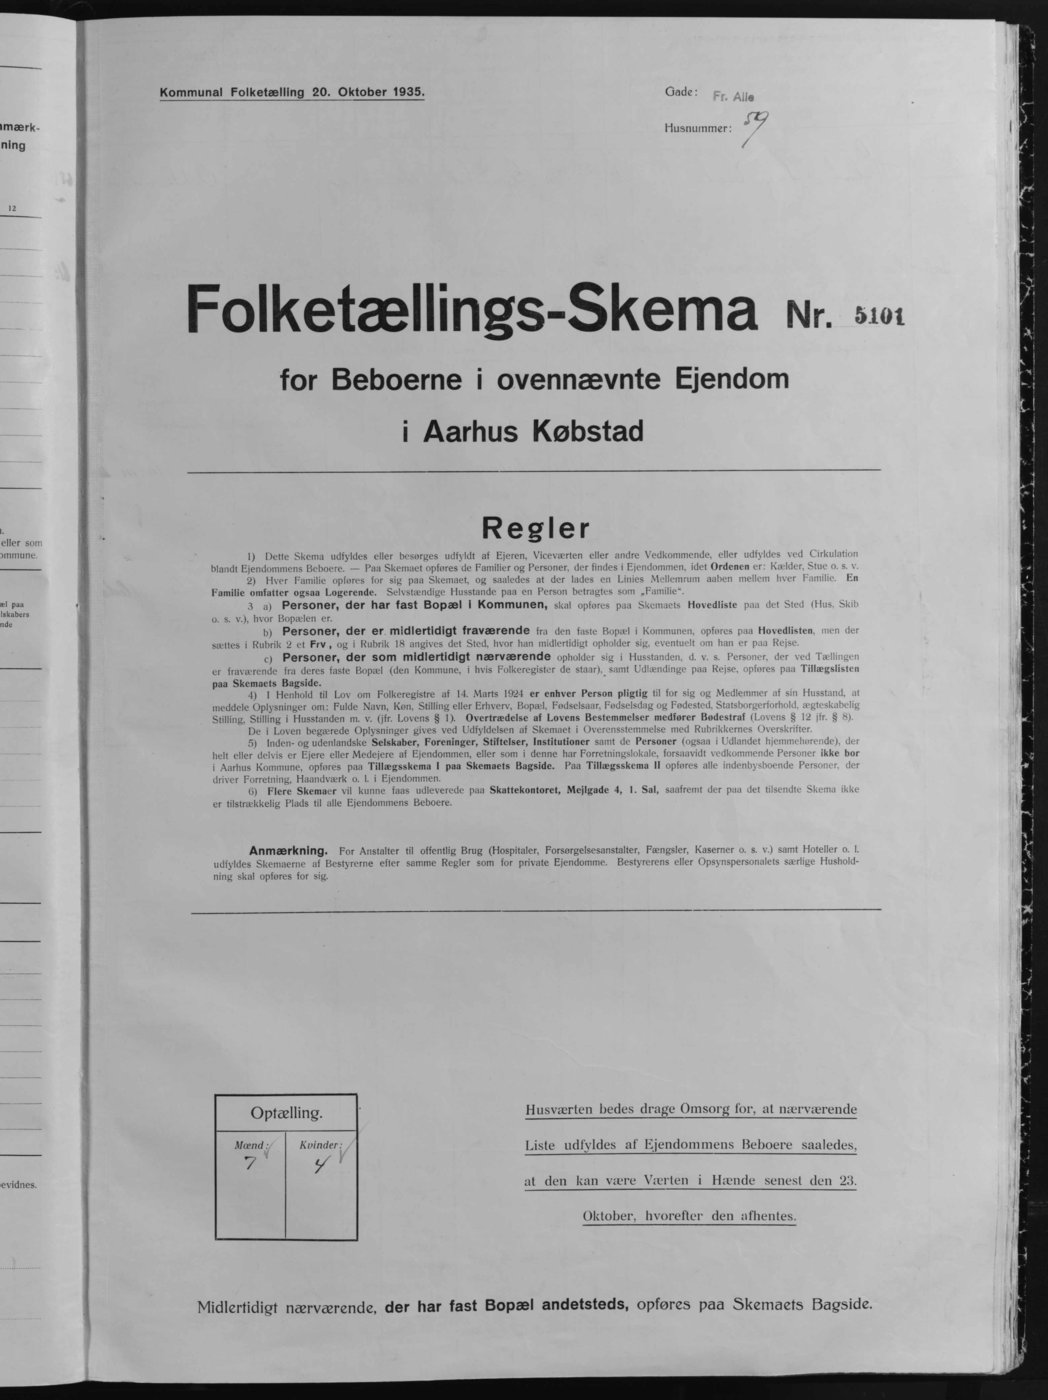 mærk-
ning
12
eller som
ommune.
el paa
lskabers
nde
evidnes.
Kommunal Folketælling 20. Oktober 1935.
Gade: Fr. Alle
Husnummer: 59
Folketællings-Skema Nr. 5101
for Beboerne i ovennævnte Ejendom
i Aarhus Købstad
Regler
1) Dette Skema udfyldes eller besørges udfyldt af Ejeren, Viceværten eller andre Vedkommende, eller udfyldes ved Cirkulation
blandt Ejendommens Beboere. — Paa Skemaet opføres de Familier og Personer, der findes i Ejendommen, idet Ordenen er: Kælder, Stue o. s. v.
2) Hver Familie opføres for sig paa Skemaet, og saaledes at der lades en Linies Mellemrum aaben mellem hver Familie. En
Familie omfatter ogsaa Logerende. Selvstændige Husstande paa en Person betragtes som „Familie“.
3 a) Personer, der har fast Bopæl i Kommunen, skal opføres paa Skemaets Hovedliste paa det Sted (Hus, Skib
o. s. v.), hvor Bopælen er.
b) Personer, der er midlertidigt fraværende fra den faste Bopæl i Kommunen, opføres paa Hovedlisten, men der
sættes i Rubrik 2 et Frv, og i Rubrik 18 angives det Sted, hvor han midlertidigt opholder sig, eventuelt om han er paa Rejse.
c) Personer, der som midlertidigt nærværende opholder sig i Husstanden, d. v. s. Personer, der ved Tællingen
er fraværende fra deres faste Bopæl (den Kommune, i hvis Folkeregister de staar), samt Udlændinge paa Rejse, opføres paa Tillægslisten
paa Skemaets Bagside.
4) I Henhold til Lov om Folkeregistre af 14. Marts 1924 er enhver Person pligtig til for sig og Medlemmer af sin Husstand, at
meddele Oplysninger om: Fulde Navn, Køn, Stilling eller Erhverv, Bopæl, Fødselsaar, Fødselsdag og Fødested, Statsborgerforhold, ægteskabelig
Stilling, Stilling i Husstanden m. v. (jfr. Lovens § 1). Overtrædelse af Lovens Bestemmelser medfører Bødestraf (Lovens § 12 jfr. § 8).
De i Loven begærede Oplysninger gives ved Udfyldelsen af Skemaet i Overensstemmelse med Rubrikkernes Overskrifter.
5) Inden- og udenlandske Selskaber, Foreninger, Stiftelser, Institutioner samt de Personer (ogsaa i Udlandet hjemmehørende), der
helt eller delvis er Ejere eller Medejere af Ejendommen, eller som i denne har Forretningslokale, forsaavidt vedkommende Personer ikke bor
i Aarhus Kommune, opføres paa Tillægsskema I paa Skemaets Bagside. Paa Tillægsskema II opføres alle indenbysboende Personer, der
driver Forretning, Haandværk o. l. i Ejendommen.
6) Flere Skemaer vil kunne faas udleverede paa Skattekontoret, Mejlgade 4, 1. Sal, saafremt der paa det tilsendte Skema ikke
er tilstrækkelig Plads til alle Ejendommens Beboere.
Anmærkning. For Anstalter til offentlig Brug (Hospitaler, Forsørgelsesanstalter, Fængsler, Kaserner o. s. v.) samt Hoteller o. l.
udfyldes Skemaerne af Bestyrerne efter samme Regler som for private Ejendomme. Bestyrerens eller Opsynspersonalets særlige Hushold-
ning skal opføres for sig.
Optælling.
Mænd: Kvinder:
7 4
Husværten bedes drage Omsorg for, at nærværende
Liste udfyldes af Ejendommens Beboere saaledes,
at den kan være Værten i Hænde senest den 23.
Oktober, hvorefter den afhentes.
Midlertidigt nærværende, der har fast Bopæl andetsteds, opføres paa Skemaets Bagside.